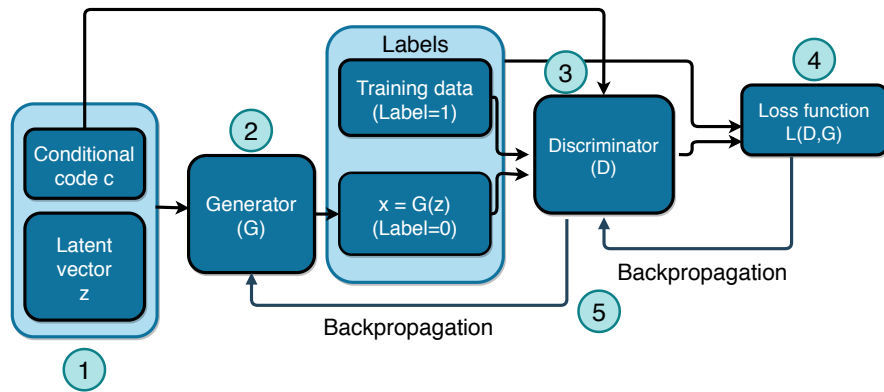 Labels
4
3
Training data
(Label=1)
Loss function
L(D,G)
2
Conditional
code c
Discriminator
(D)
Generator
(G)
x = G(z)
(Label=0)
Latent
vector
z
Backpropagation
5
Backpropagation
1